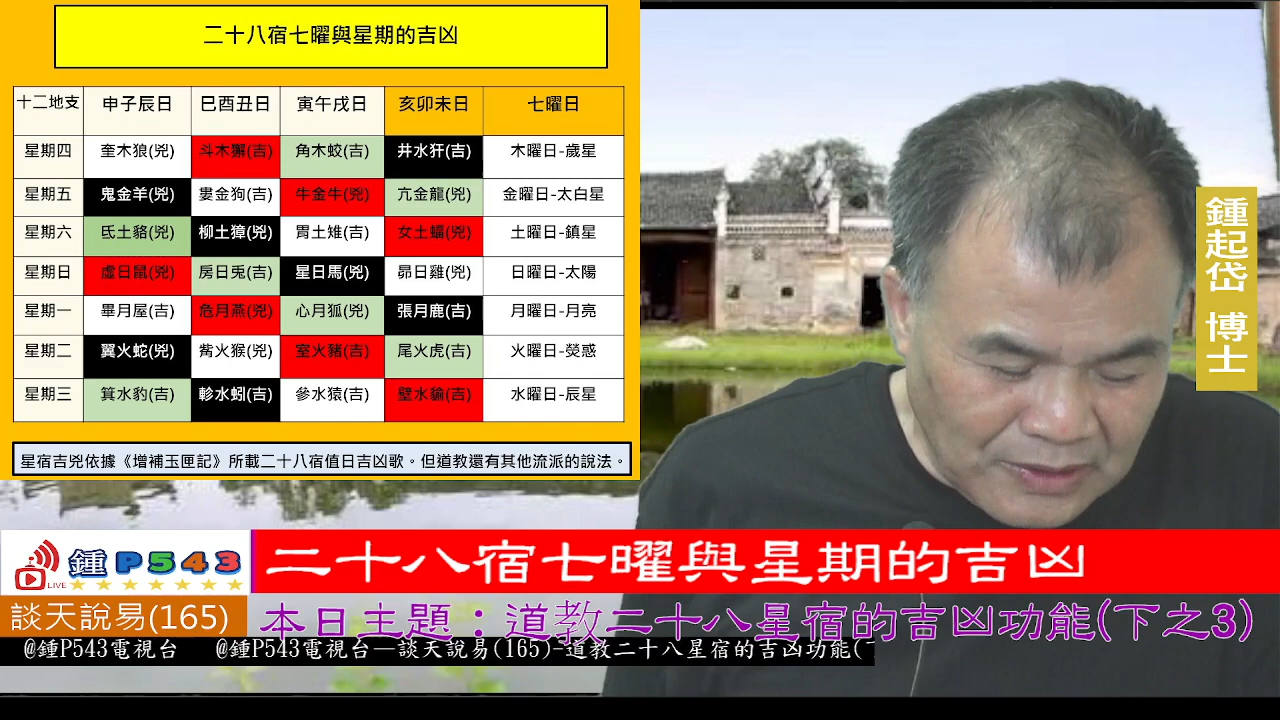 二十八宿七曜與星期的吉凶
十二地支 申子辰日 巳酉丑日 寅午戌日 亥卯未日 七曜日
星期四 奎木狼(兇) 斗木獬(吉) 角木蛟(吉) 井水犴(吉) 木曜日-歲星
星期五 鬼金羊(兇) 婁金狗(吉) 牛金牛(兇) 亢金龍(兇) 金曜日-太白星
星期六 氐土貉(兇) 柳土獐(兇) 胃土雉(吉) 女土蝠(兇) 土曜日-鎮星
星期日 虛日鼠(兇) 房日兎(吉) 星日馬(兇) 昴日雞(兇) 日曜日-太陽
星期一 畢月屋(吉) 危月燕(兇) 心月狐(兇) 張月鹿(吉) 月曜日-月亮
星期二 翼火蛇(兇) 觜火猴(兇) 室火豬(吉) 尾火虎(吉) 火曜日-熒惑
星期三 箕水豹(吉) 軫水蚓(吉) 參水猿(吉) 壁水貐(吉) 水曜日-辰星
星宿吉兇依據《增補玉匣記》所載二十八宿值日吉凶歌。但道教還有其他流派的說法。
鍾起岱 博士
LIVE 鍾P543
二十八宿七曜與星期的吉凶
談天說易(165) 本日主題：道教二十八星宿的吉凶功能(下之3)
@鍾P543電視台 @鍾P543電視台—談天說易(165)-道教二十八星宿的吉凶功能(